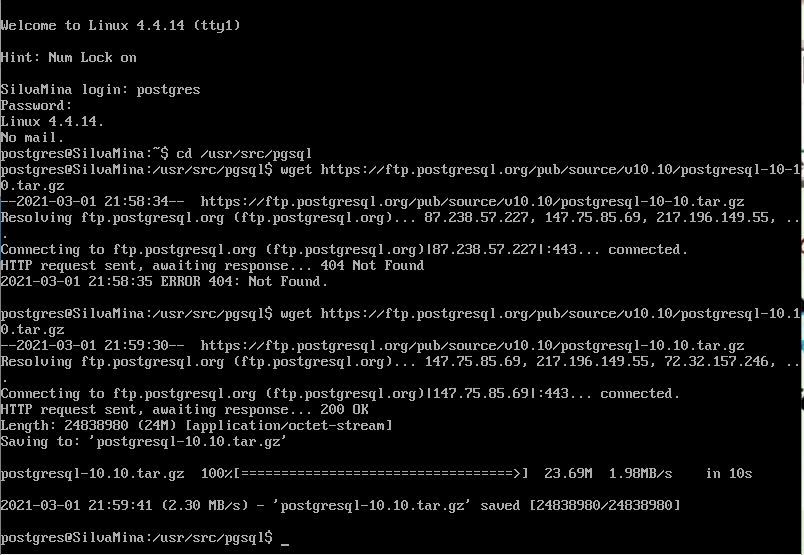 Welcome to Linux 4.4.14 (tty1)
Hint: Num Lock on
SilvaMina login: postgres
Password:
Linux 4.4.14.
No mail.
postgres@SilvaMina:~$ cd /usr/src/pgsql
postgres@SilvaMina:/usr/src/pgsql$ wget https://ftp.postgresql.org/pub/source/v10.10/postgresql-10-1
0.tar.gz
--2021-03-01 21:58:34--  https://ftp.postgresql.org/pub/source/v10.10/postgresql-10-10.tar.gz
Resolving ftp.postgresql.org (ftp.postgresql.org)... 87.238.57.227, 147.75.85.69, 217.196.149.55, ..
.
Connecting to ftp.postgresql.org (ftp.postgresql.org)|87.238.57.227|:443... connected.
HTTP request sent, awaiting response... 404 Not Found
2021-03-01 21:58:35 ERROR 404: Not Found.
postgres@SilvaMina:/usr/src/pgsql$ wget https://ftp.postgresql.org/pub/source/v10.10/postgresql-10.1
0.tar.gz
--2021-03-01 21:59:30--  https://ftp.postgresql.org/pub/source/v10.10/postgresql-10.10.tar.gz
Resolving ftp.postgresql.org (ftp.postgresql.org)... 147.75.85.69, 217.196.149.55, 72.32.157.246, ..
.
Connecting to ftp.postgresql.org (ftp.postgresql.org)|147.75.85.69|:443... connected.
HTTP request sent, awaiting response... 200 OK
Length: 24838980 (24M) [application/octet-stream]
Saving to: 'postgresql-10.10.tar.gz'
postgresql-10.10.tar.gz  100%[==================================>]  23.69M  1.98MB/s    in 10s
2021-03-01 21:59:41 (2.30 MB/s) - 'postgresql-10.10.tar.gz' saved [24838980/24838980]
postgres@SilvaMina:/usr/src/pgsql$ _